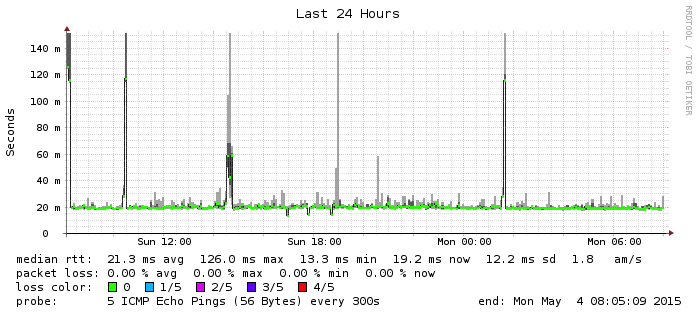 Last 24 Hours
RRDTOOL / TOBI OETIKER
Seconds
140 m
120 m
100 m
80 m
60 m
40 m
20 m
0
Sun 12:00 Sun 18:00 Mon 00:00 Mon 06:00
median rtt: 21.3 ms avg 126.0 ms max 13.3 ms min 19.2 ms now 12.2 ms sd 1.8 am/s
packet loss: 0.00 % avg 0.00 % max 0.00 % min 0.00 % now
loss color: 0 1/5 2/5 3/5 4/5
probe: 5 ICMP Echo Pings (56 Bytes) every 300s end: Mon May 4 08:05:09 2015